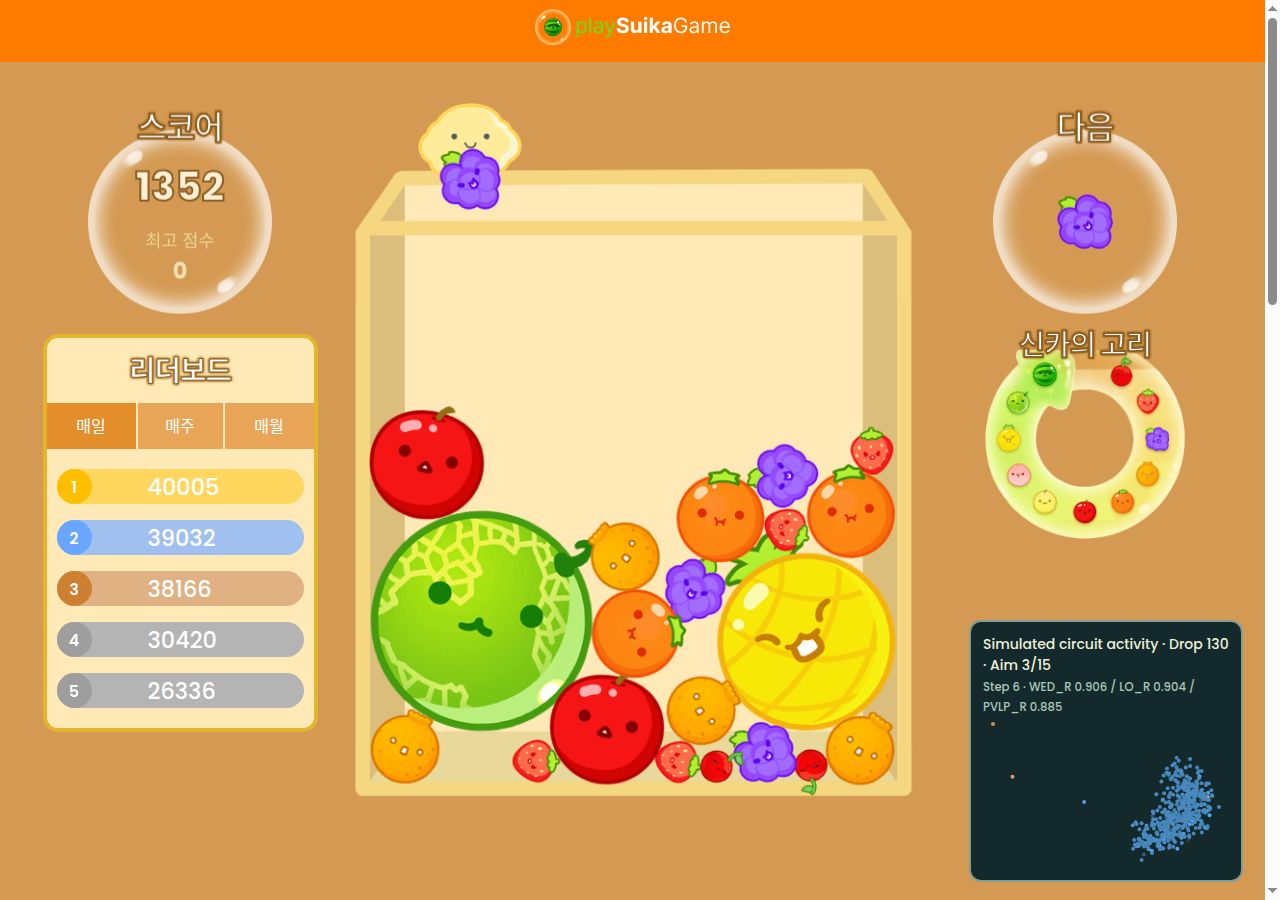 playSuikaGame
스코어
1352
최고 점수
0
다음
신카의 고리
리더보드
매일 매주 매월
1 40005
2 39032
3 38166
4 30420
5 26336
Simulated circuit activity · Drop 130
· Aim 3/15
Step 6 · WED_R 0.906 / LO_R 0.904 /
PVLP_R 0.885